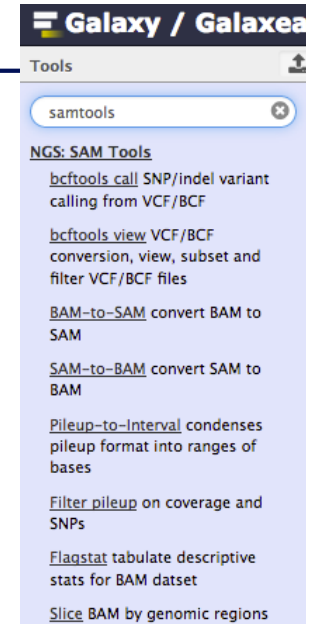 Galaxy / Galaxea
Tools
samtools
NGS: SAM Tools
bcftools call SNP/indel variant
calling from VCF/BCF
bcftools view VCF/BCF
conversion, view, subset and
filter VCF/BCF files
BAM-to-SAM convert BAM to
SAM
SAM-to-BAM convert SAM to
BAM
Pileup-to-Interval condenses
pileup format into ranges of
bases
Filter pileup on coverage and
SNPs
Flagstat tabulate descriptive
stats for BAM datset
Slice BAM by genomic regions